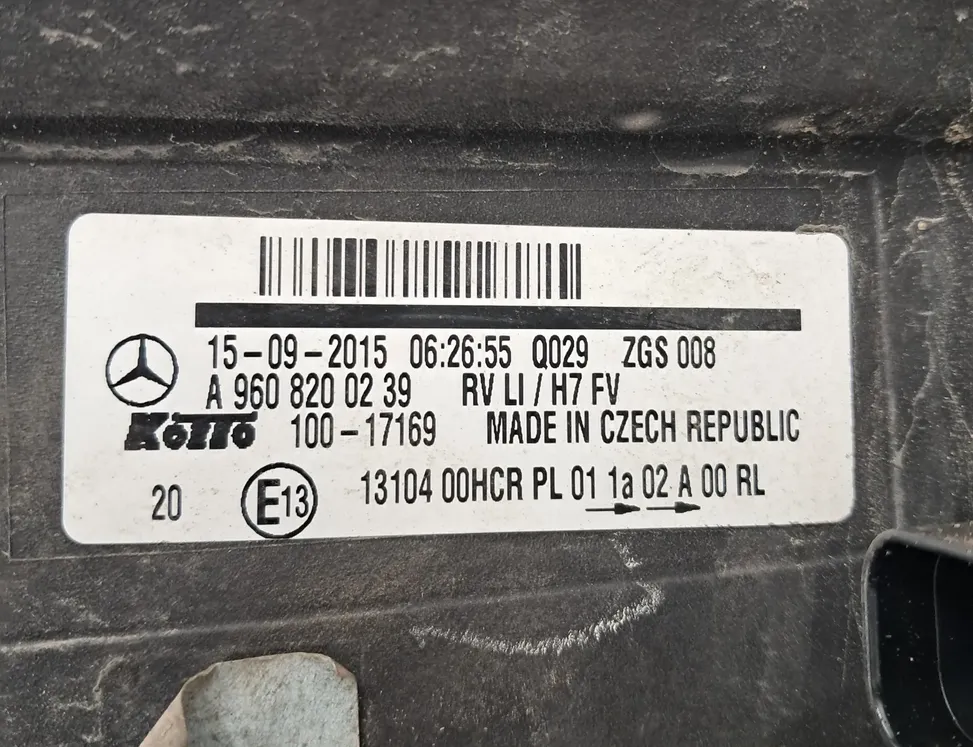 15-09-2015 06:26:55 Q029 ZGS 008
A 960 820 02 39 RV LI / H7 FV
100-17169 MADE IN CZECH REPUBLIC
20 E13 13104 00HCR PL 01 1a 02 A 00 RL